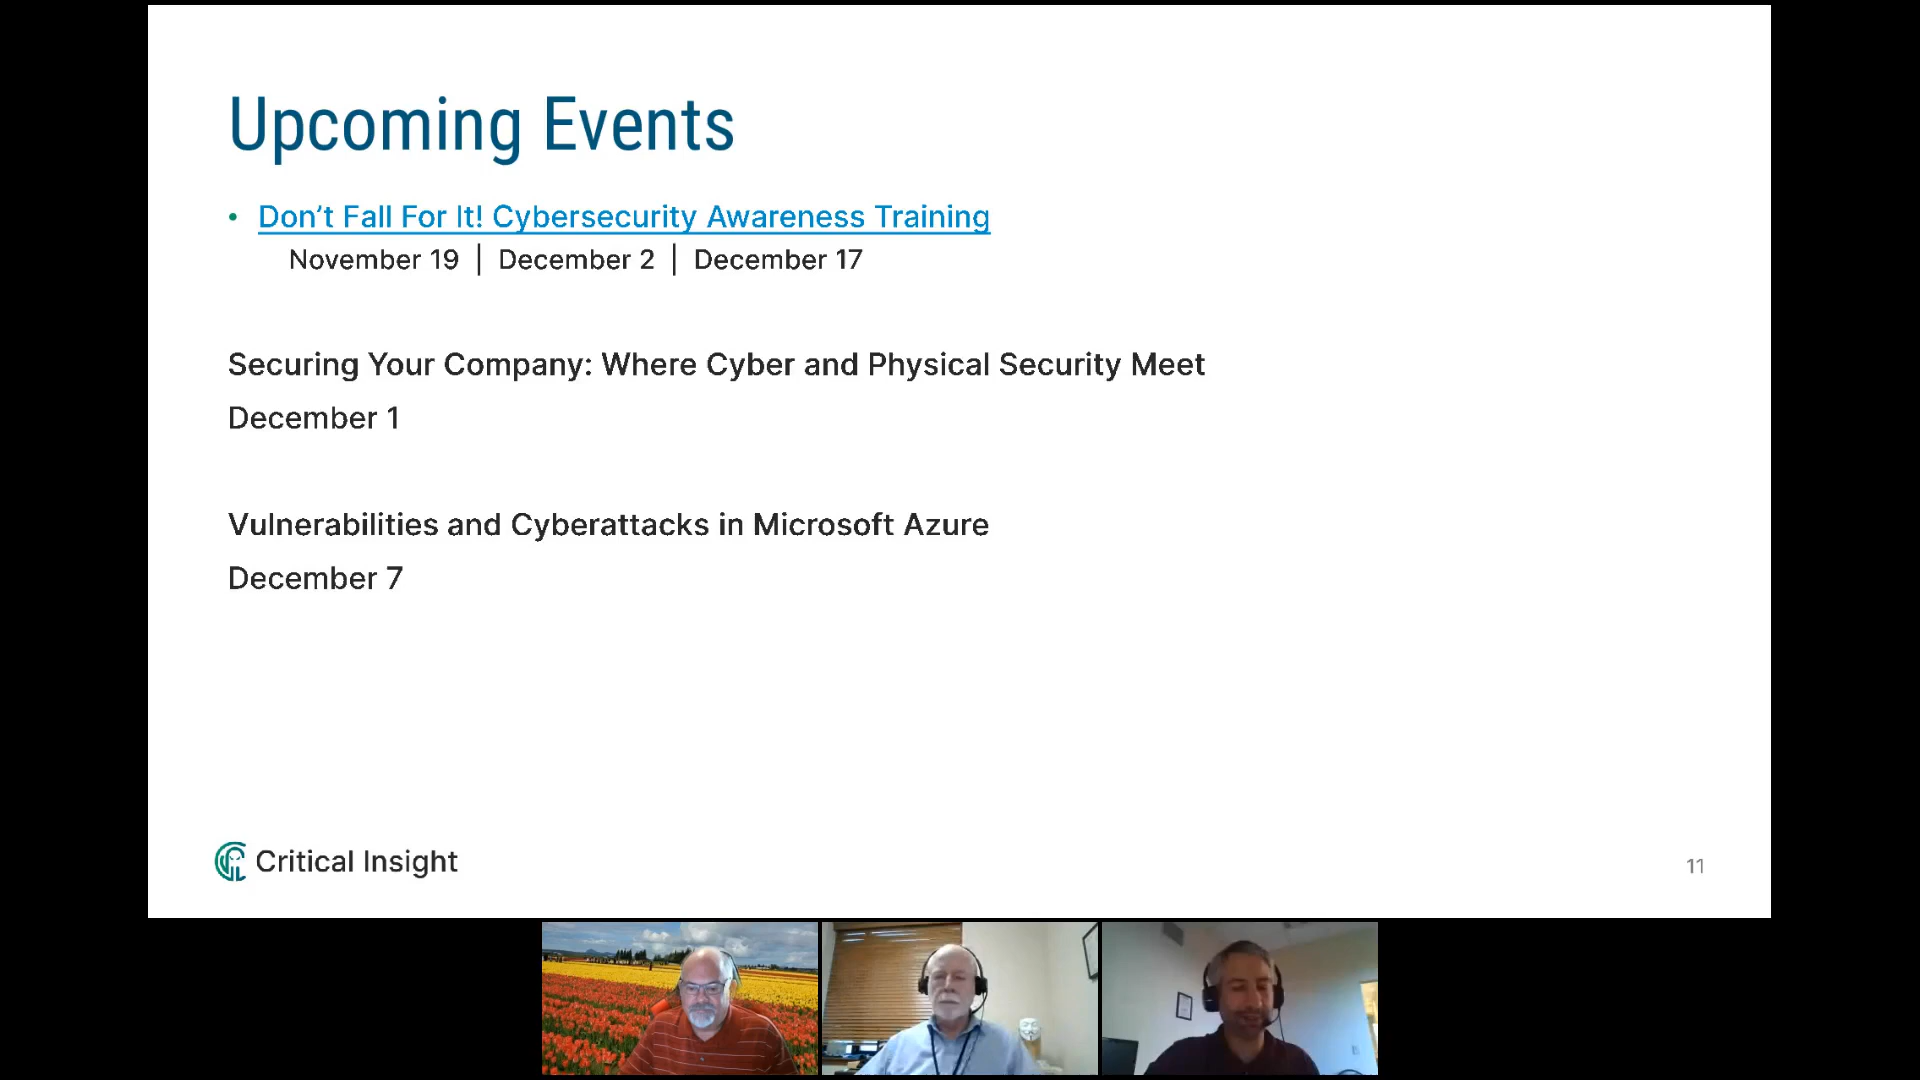 Upcoming Events
• Don’t Fall For It! Cybersecurity Awareness Training
November 19 | December 2 | December 17
Securing Your Company: Where Cyber and Physical Security Meet
December 1
Vulnerabilities and Cyberattacks in Microsoft Azure
December 7
Critical Insight
11